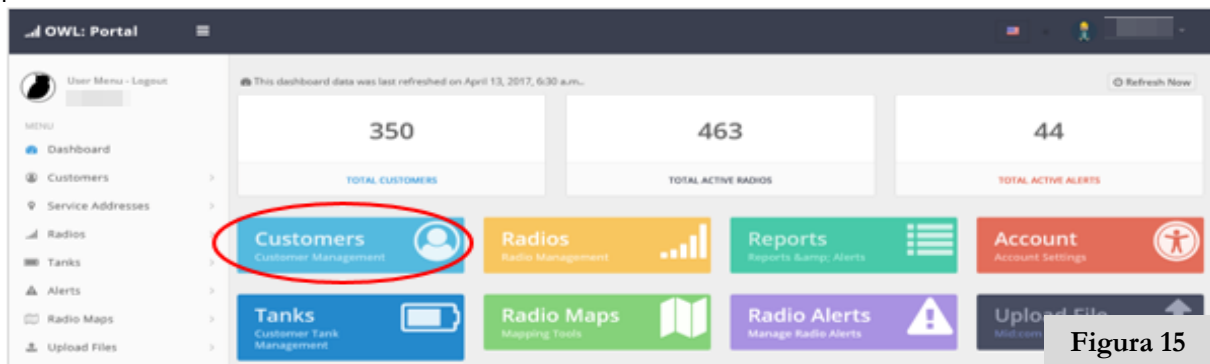 OWL: Portal
User Menu - Logout
This dashboard data was last refreshed on April 13, 2017, 6:30 a.m..
Refresh Now
MENU
Dashboard
Customers
Service Addresses
Radios
Tanks
Alerts
Radio Maps
Upload Files
350
TOTAL CUSTOMERS
463
TOTAL ACTIVE RADIOS
44
TOTAL ACTIVE ALERTS
Customers
Customer Management
Radios
Radio Management
Reports
Reports &amp; Alerts
Account
Account Settings
Tanks
Customer Tank
Management
Radio Maps
Mapping Tools
Radio Alerts
Manage Radio Alerts
Upload File
Figura 15